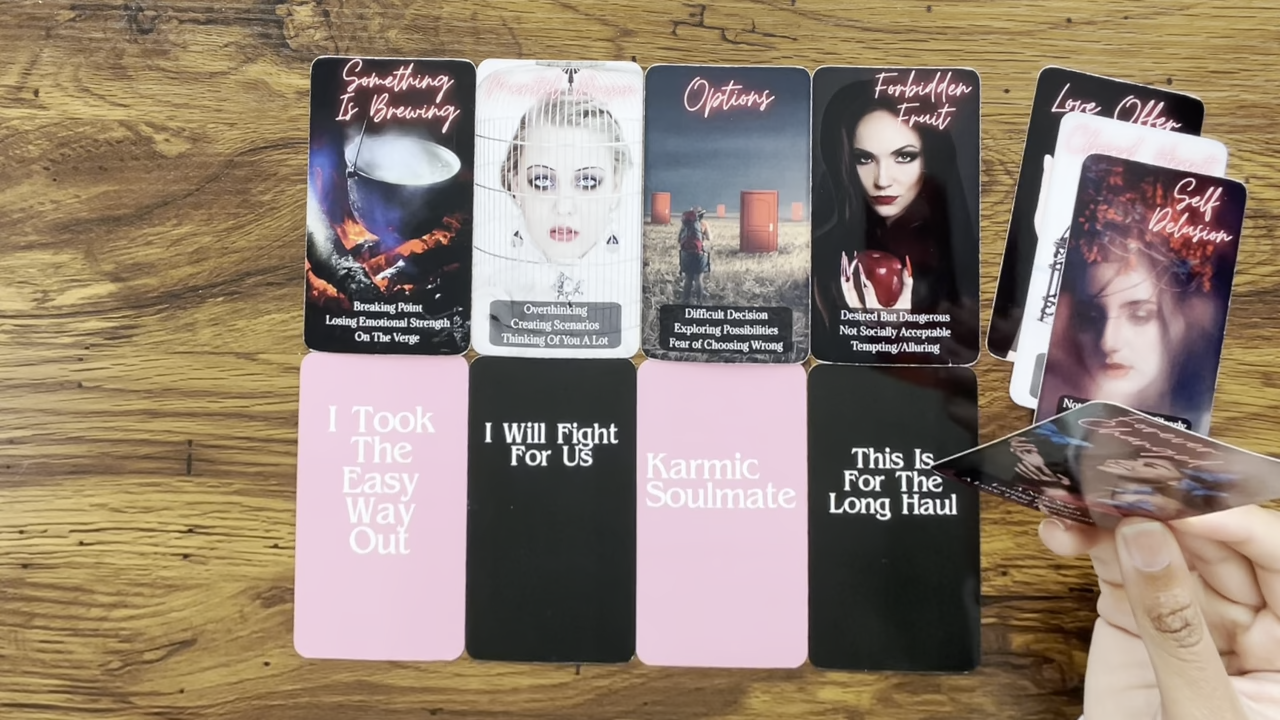 Something
Is Brewing
Breaking Point
Losing Emotional Strength
On The Verge
Overthinking
Creating Scenarios
Thinking Of You A Lot
Options
Difficult Decision
Exploring Possibilities
Fear of Choosing Wrong
Forbidden
Fruit
Desired But Dangerous
Not Socially Acceptable
Tempting/Alluring
Love Offer
Self
Delusion
Forever
Changed
I Took
The
Easy
Way
Out
I Will Fight
For Us
Karmic
Soulmate
This Is
For The
Long Haul